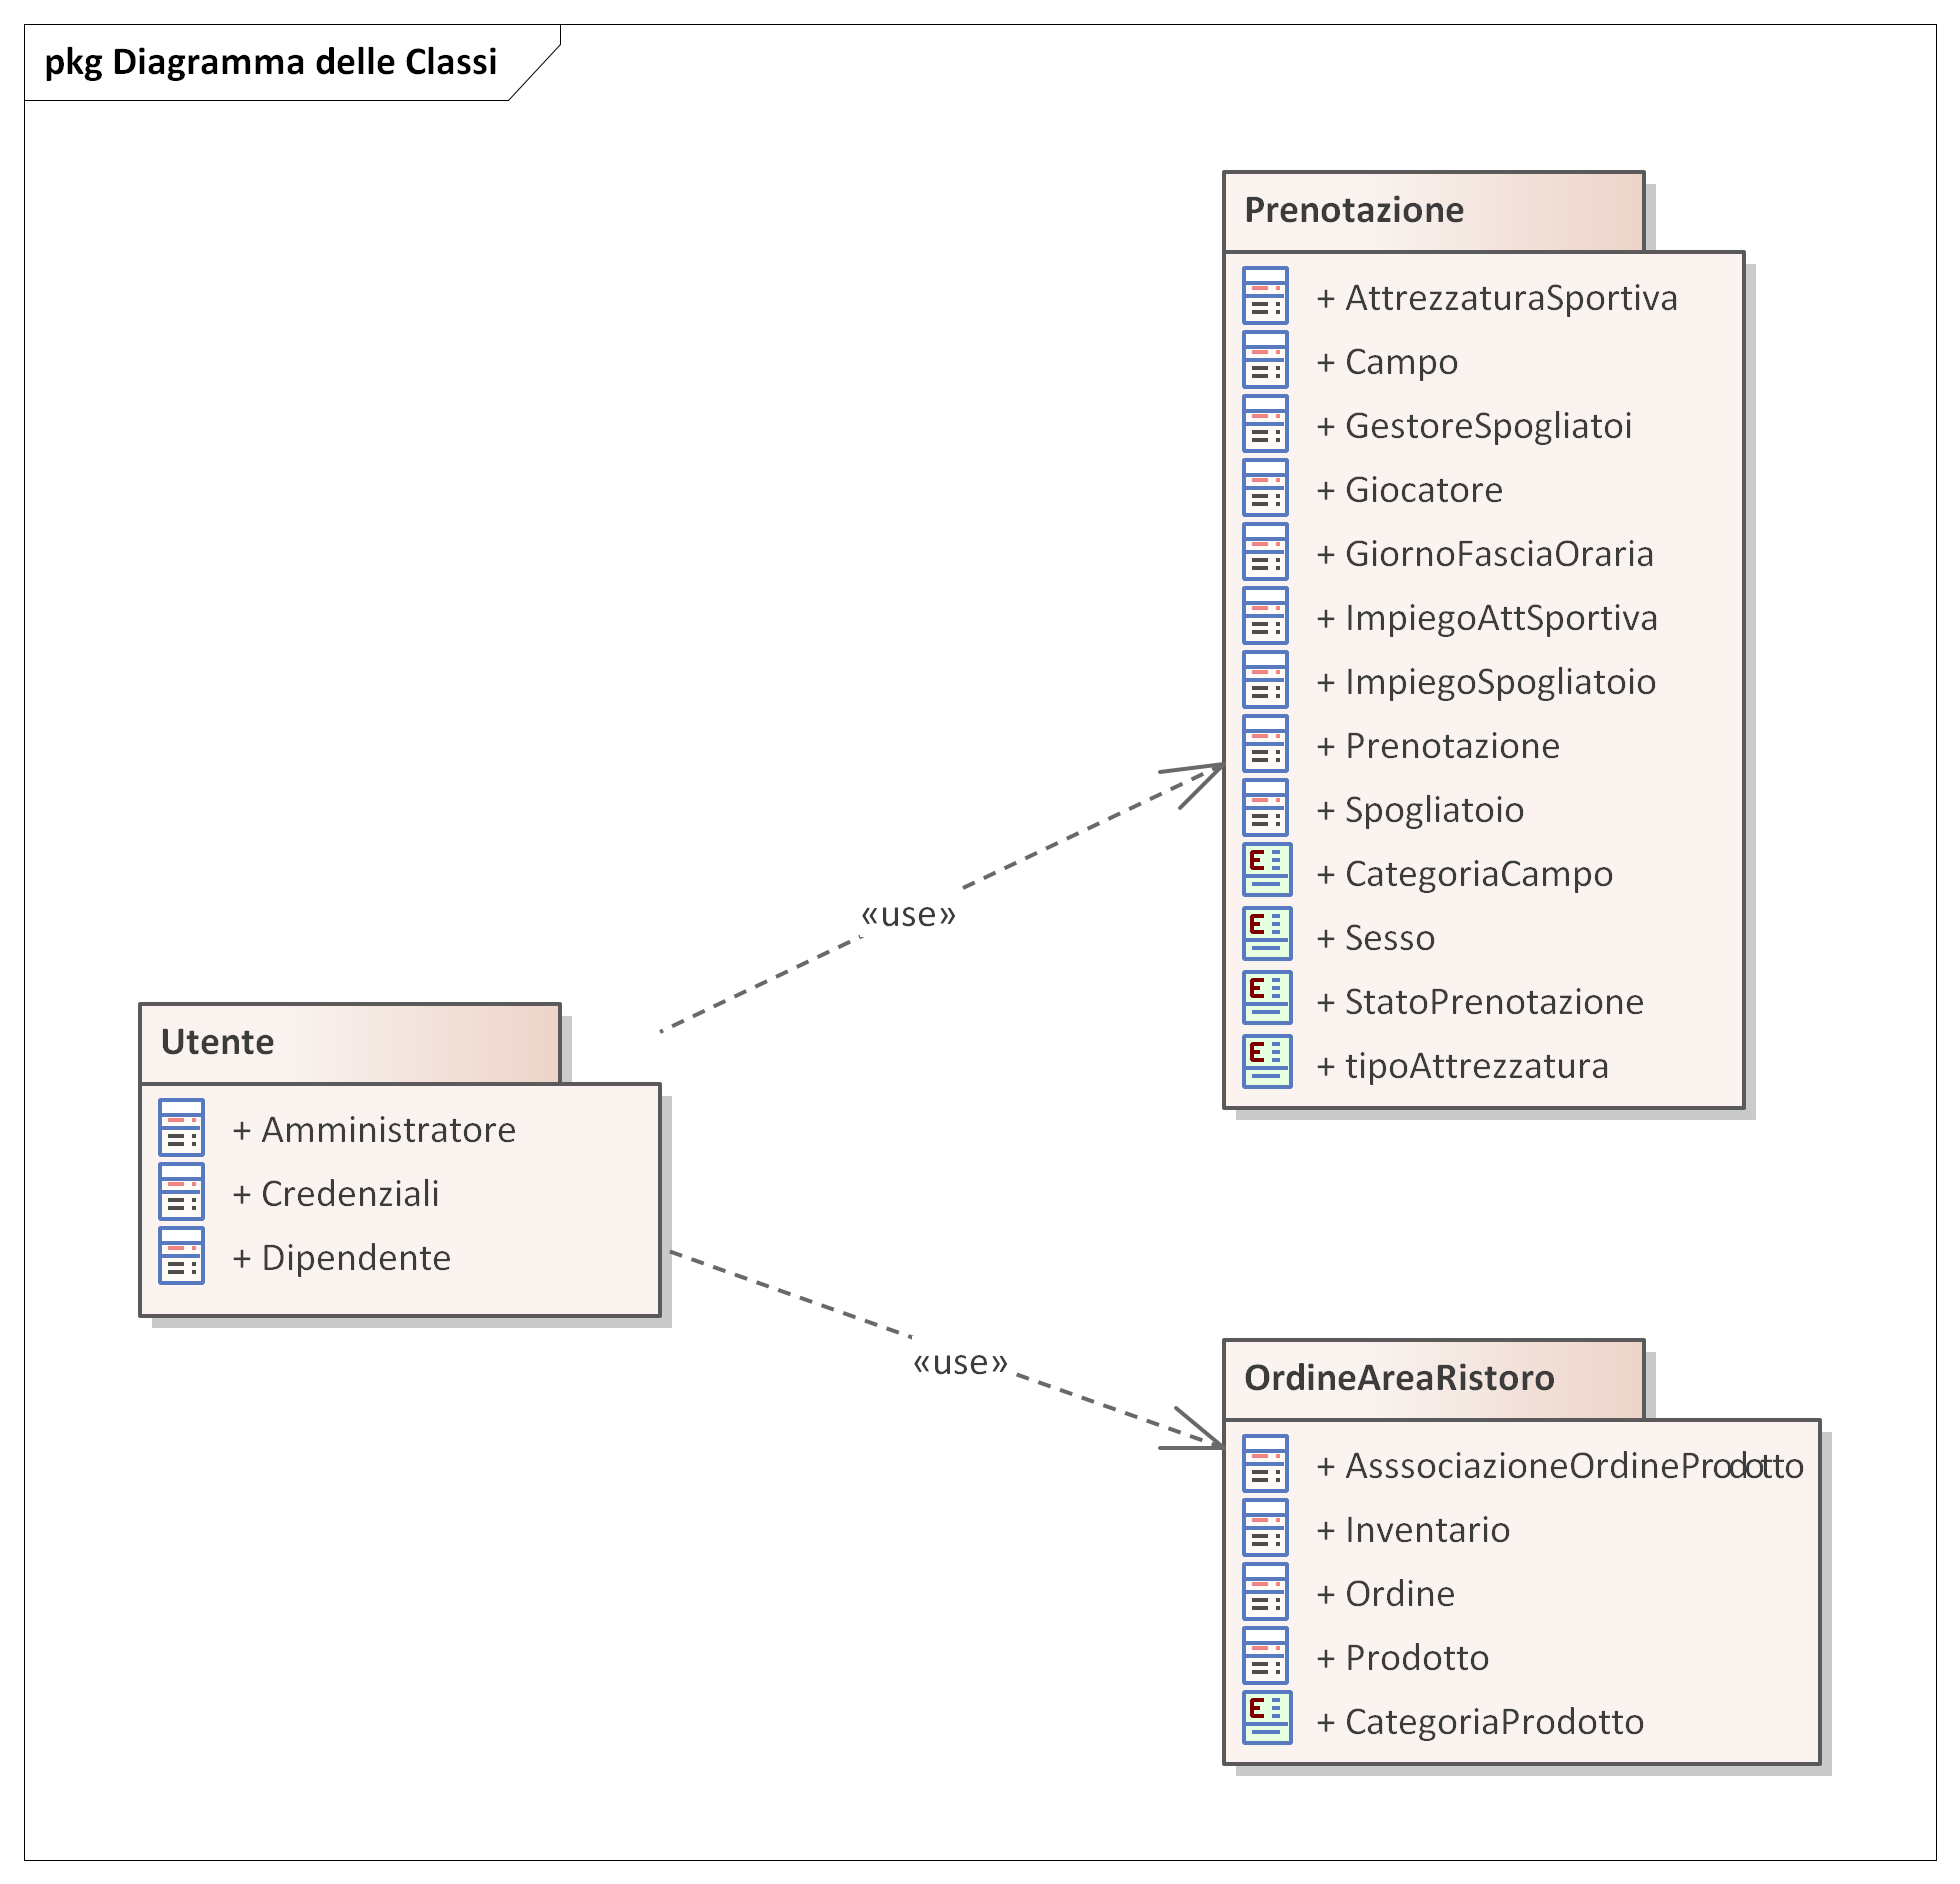 pkg Diagramma delle Classi
Prenotazione
+ AttrezzaturaSportiva
+ Campo
+ GestoreSpogliatoi
+ Giocatore
+ GiornoFasciaOraria
+ ImpiegoAttSportiva
+ ImpiegoSpogliatoio
+ Prenotazione
+ Spogliatoio
+ CategoriaCampo
+ Sesso
+ StatoPrenotazione
+ tipoAttrezzatura
«use»
Utente
+ Amministratore
+ Credenziali
+ Dipendente
«use»
OrdineAreaRistoro
+ AsssociazioneOrdineProdotto
+ Inventario
+ Ordine
+ Prodotto
+ CategoriaProdotto